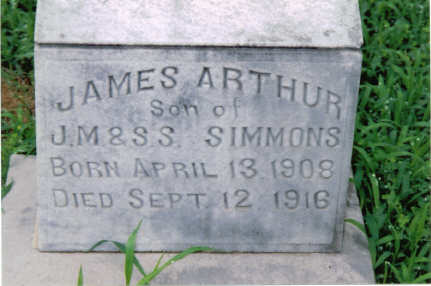 JAMES ARTHUR
Son of
J.M & S.S. SIMMONS
BORN APRIL 13 1908
DIED SEPT. 12 1916